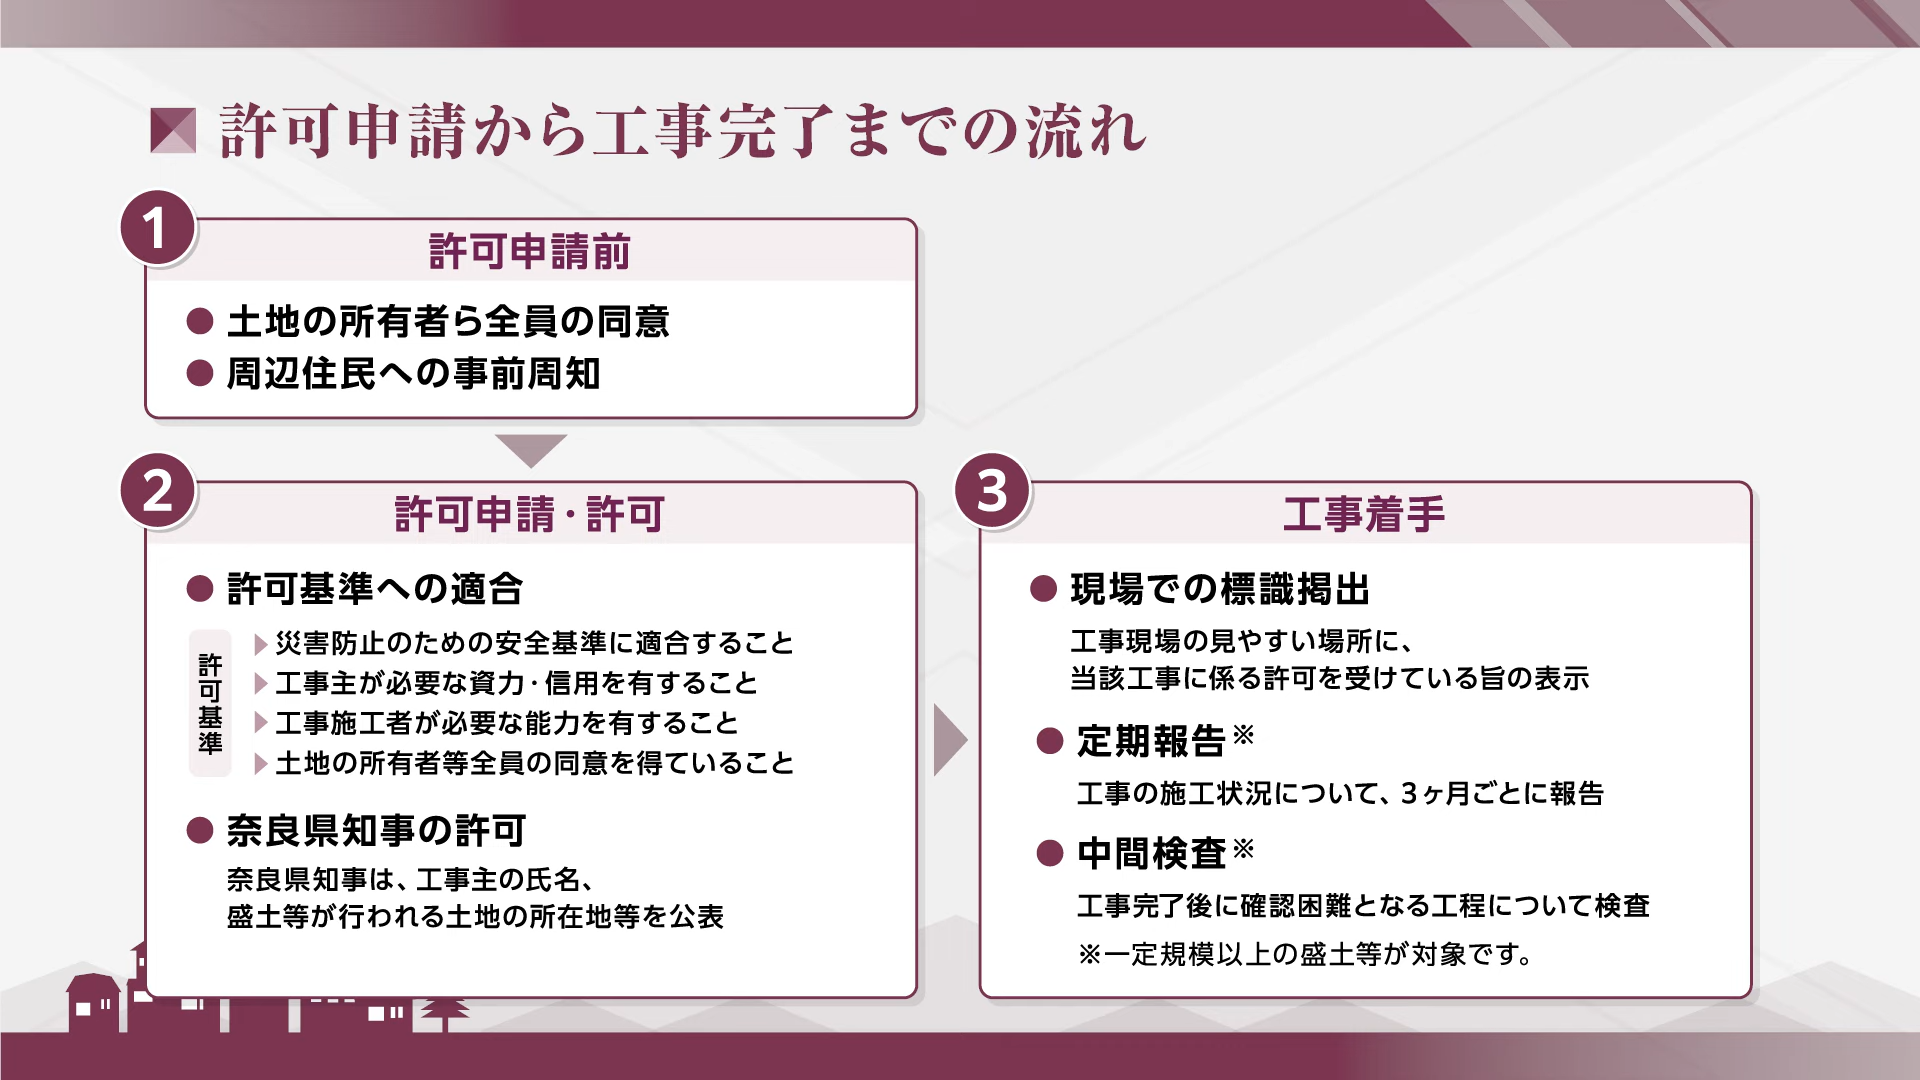 許可申請から工事完了までの流れ
1
許可申請前
● 土地の所有者ら全員の同意
● 周辺住民への事前周知
2
許可申請・許可
● 許可基準への適合
許可基準
災害防止のための安全基準に適合すること
工事主が必要な資力・信用を有すること
工事施工者が必要な能力を有すること
土地の所有者等全員の同意を得ていること
● 奈良県知事の許可
奈良県知事は、工事主の氏名、
盛土等が行われる土地の所在地等を公表
3
工事着手
● 現場での標識掲出
工事現場の見やすい場所に、
当該工事に係る許可を受けている旨の表示
● 定期報告※
工事の施工状況について、3ヶ月ごとに報告
● 中間検査※
工事完了後に確認困難となる工程について検査
※一定規模以上の盛土等が対象です。